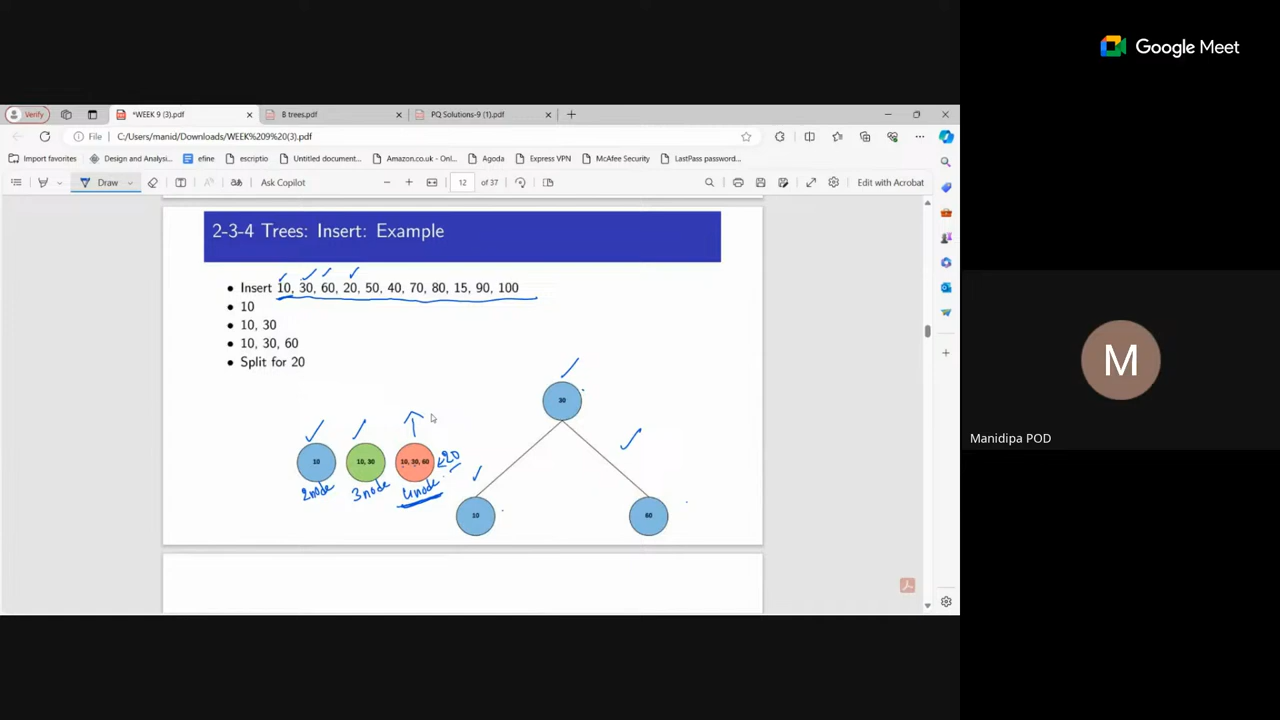 Google Meet
Verify
*WEEK 9 (3).pdf
B trees.pdf
PQ Solutions-9 (1).pdf
File
C:/Users/manid/Downloads/WEEK%209%20(3).pdf
Import favorites
Design and Analysi...
efine
escriptio
Untitled document...
Amazon.co.uk - Onl...
Agoda
Express VPN
McAfee Security
LastPass password...
Draw
Ask Copilot
12 of 37
Edit with Acrobat
2-3-4 Trees: Insert: Example
• Insert 10, 30, 60, 20, 50, 40, 70, 80, 15, 90, 100
• 10
• 10, 30
• 10, 30, 60
• Split for 20
30
10
10, 30
10, 30, 60
20
2node
3node
4node
10
60
M
Manidipa POD